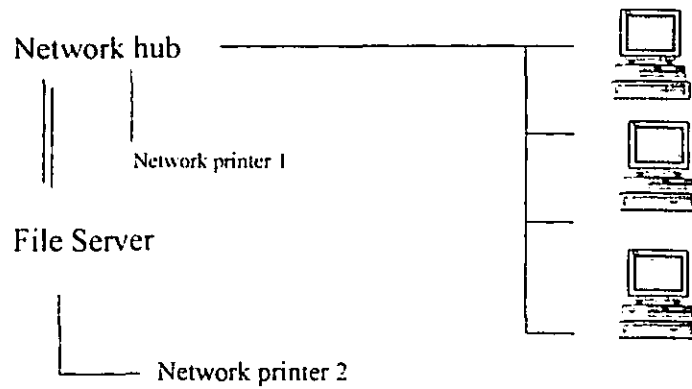 Network hub
Network printer 1
File Server
Network printer 2